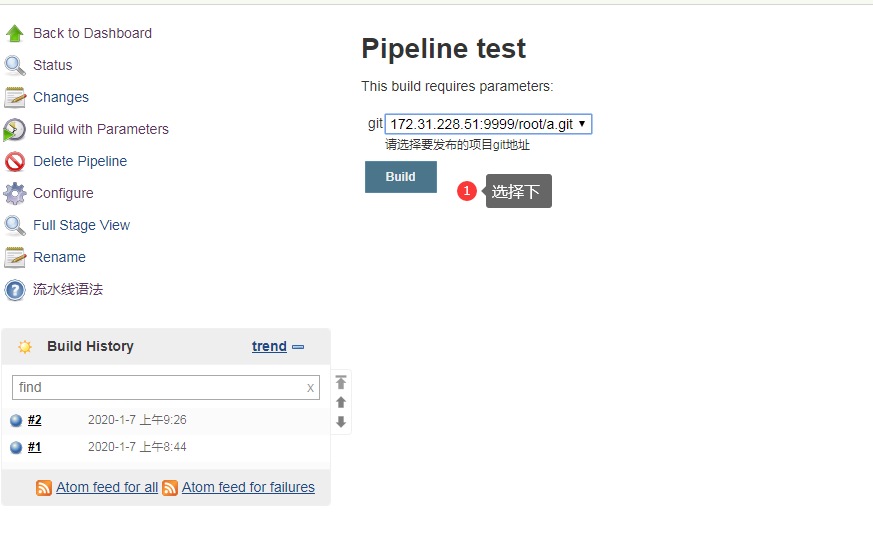 Back to Dashboard
Status
Changes
Build with Parameters
Delete Pipeline
Configure
Full Stage View
Rename
流水线语法
Build History trend
find x
#2 2020-1-7 上午9:26
#1 2020-1-7 上午8:44
Atom feed for all Atom feed for failures
Pipeline test
This build requires parameters:
git 172.31.228.51:9999/root/a.git
请选择要发布的项目git地址
Build
1 选择下